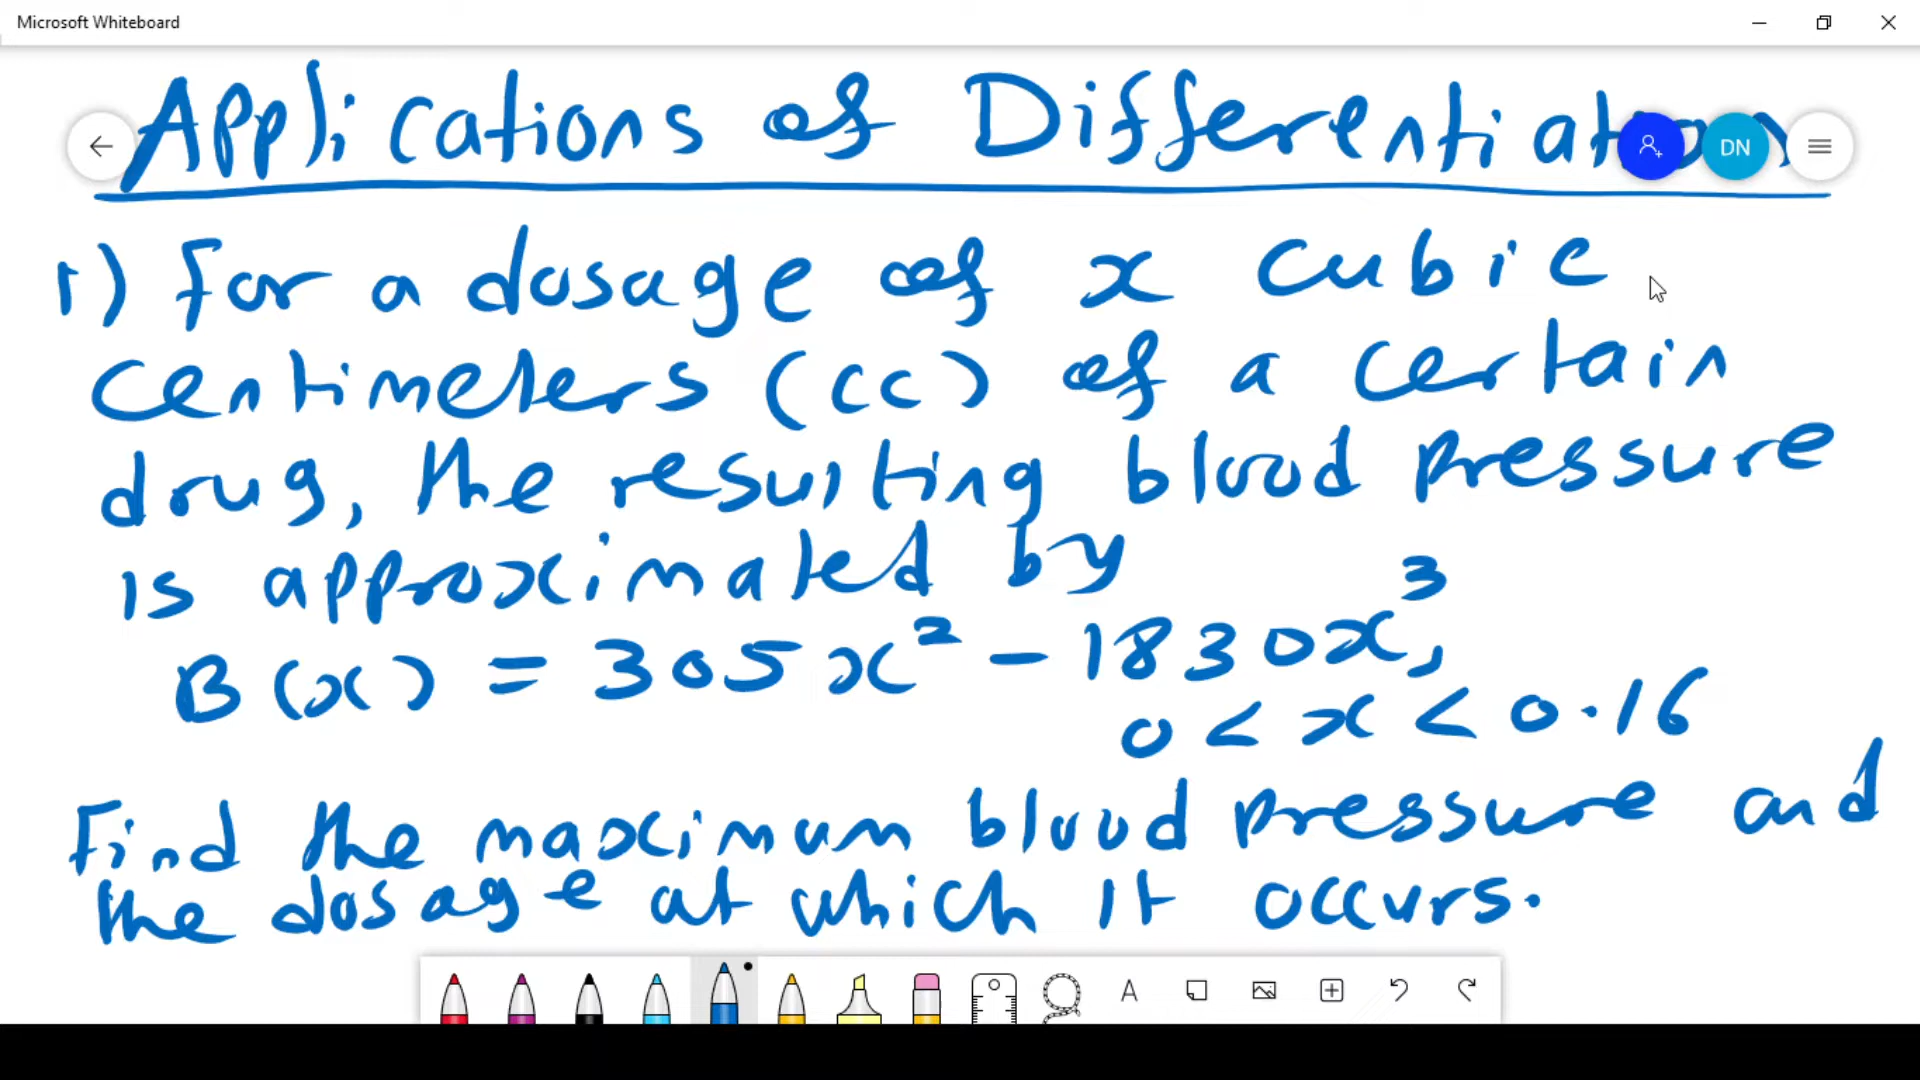 Microsoft Whiteboard
Applications of Differentiation
DN
1) For a dosage of x cubic
centimeters (cc) of a certain
drug, the resulting blood pressure
is approximated by
B(x) = 305x² - 1830x³,
0 < x < 0.16
Find the maximum blood pressure and
the dosage at which it occurs.
A